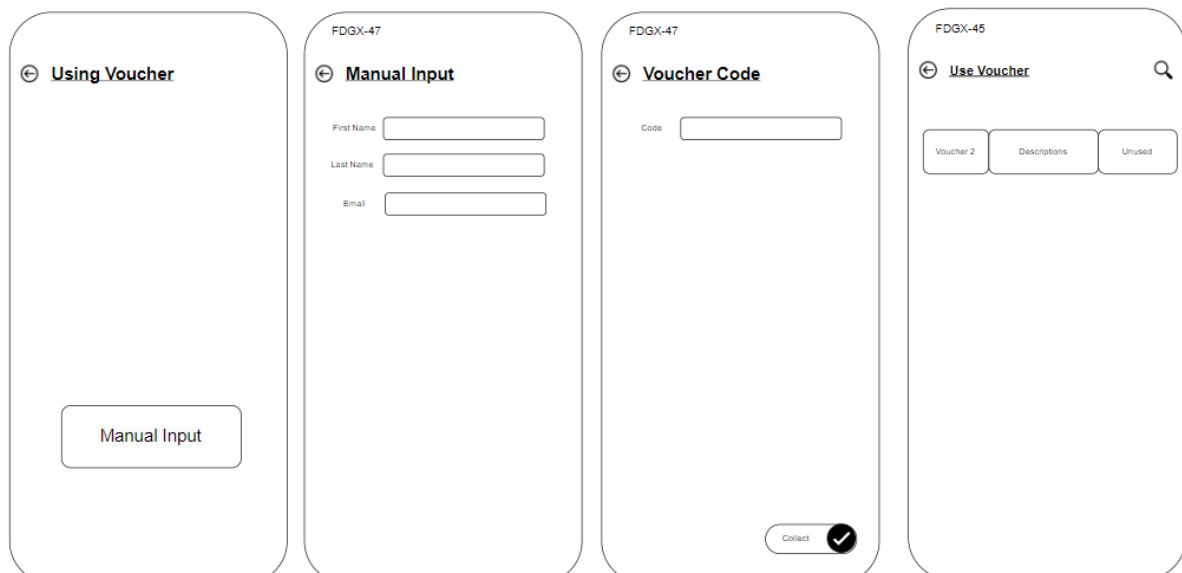 Using Voucher
Manual Input
FDGX-47
Manual Input
First Name
Last Name
Email
FDGX-47
Voucher Code
Code
Collect
FDGX-45
Use Voucher
Voucher 2 Descriptions Unused